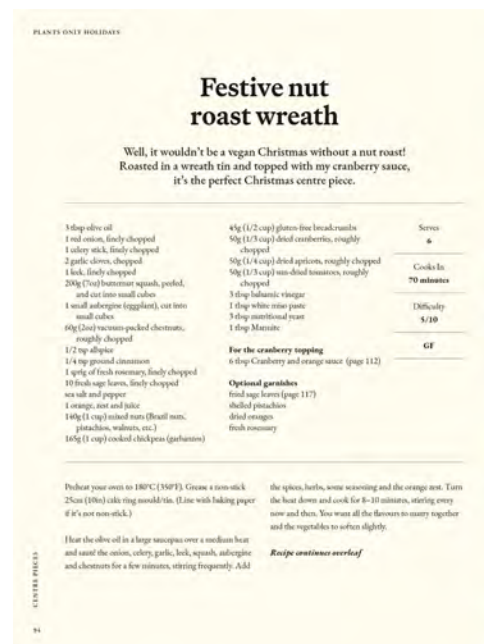 PLANTS ONLY HOLIDAYS
Festive nut
roast wreath
Well, it wouldn't be a vegan Christmas without a nut roast!
Roasted in a wreath tin and topped with my cranberry sauce,
it's the perfect Christmas centre piece.
3 tbsp olive oil
1 red onion, finely chopped
1 celery stick, finely chopped
2 garlic cloves, chopped
1 leek, finely chopped
200g (7oz) butternut squash, peeled,
and cut into small cubes
1 small aubergine (eggplant), cut into
small cubes
60g (2oz) vacuum-packed chestnuts,
roughly chopped
1/2 tsp allspice
1/4 tsp ground cinnamon
1 sprig of fresh rosemary, finely chopped
10 fresh sage leaves, finely chopped
sea salt and pepper
1 orange, zest and juice
140g (1 cup) mixed nuts (Brazil nuts,
pistachios, walnuts, etc.)
165g (1 cup) cooked chickpeas (garbanzos)
45g (1/2 cup) gluten-free breadcrumbs
50g (1/3 cup) dried cranberries, roughly
chopped
50g (1/4 cup) dried apricots, roughly chopped
50g (1/3 cup) sun-dried tomatoes, roughly
chopped
3 tbsp balsamic vinegar
1 tbsp white miso paste
3 tbsp nutritional yeast
1 tbsp Marmite
For the cranberry topping
6 tbsp Cranberry and orange sauce (page 112)
Optional garnishes
fried sage leaves (page 117)
shelled pistachios
dried oranges
fresh rosemary
Serves
6
Cooks In
70 minutes
Difficulty
5/10
GF
Preheat your oven to 180°C (350°F). Grease a non-stick
25cm (10in) cake ring mould/tin. (Line with baking paper
if it's not non-stick.)
Heat the olive oil in a large saucepan over a medium heat
and sauté the onion, celery, garlic, leek, squash, aubergine
and chestnuts for a few minutes, stirring frequently. Add
the spices, herbs, some seasoning and the orange zest. Turn
the heat down and cook for 8–10 minutes, stirring every
now and then. You want all the flavours to marry together
and the vegetables to soften slightly.
Recipe continues overleaf
CENTRE PIECES
94